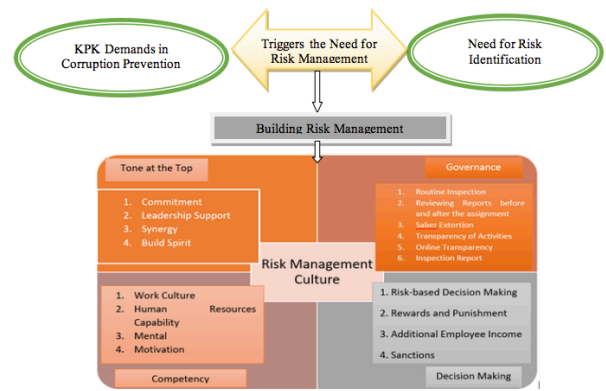 KPK Demands in
Corruption Prevention
Triggers the Need for
Risk Management
Need for Risk
Identification
Building Risk Management
Tone at the Top
1. Commitment
2. Leadership Support
3. Synergy
4. Build Spirit
Governance
1. Routine Inspection
2. Reviewing Reports before
and after the assignment
3. Saber Extortion
4. Transparency of Activities
5. Online Transparency
6. Inspection Report
Risk Management
Culture
1. Work Culture
2. Human Resources
Capability
3. Mental
4. Motivation
Competency
1. Risk-based Decision Making
2. Rewards and Punishment
3. Additional Employee Income
4. Sanctions
Decision Making